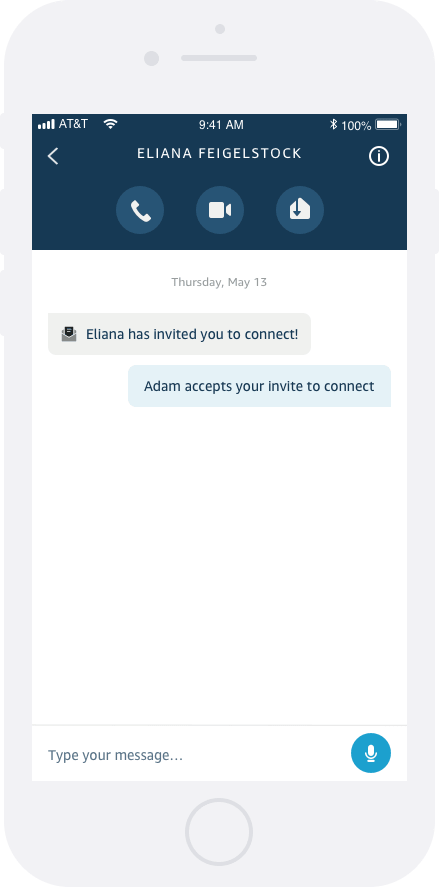 AT&T 9:41 AM 100%
ELIANA FEIGELSTOCK
Thursday, May 13
Eliana has invited you to connect!
Adam accepts your invite to connect
Type your message...